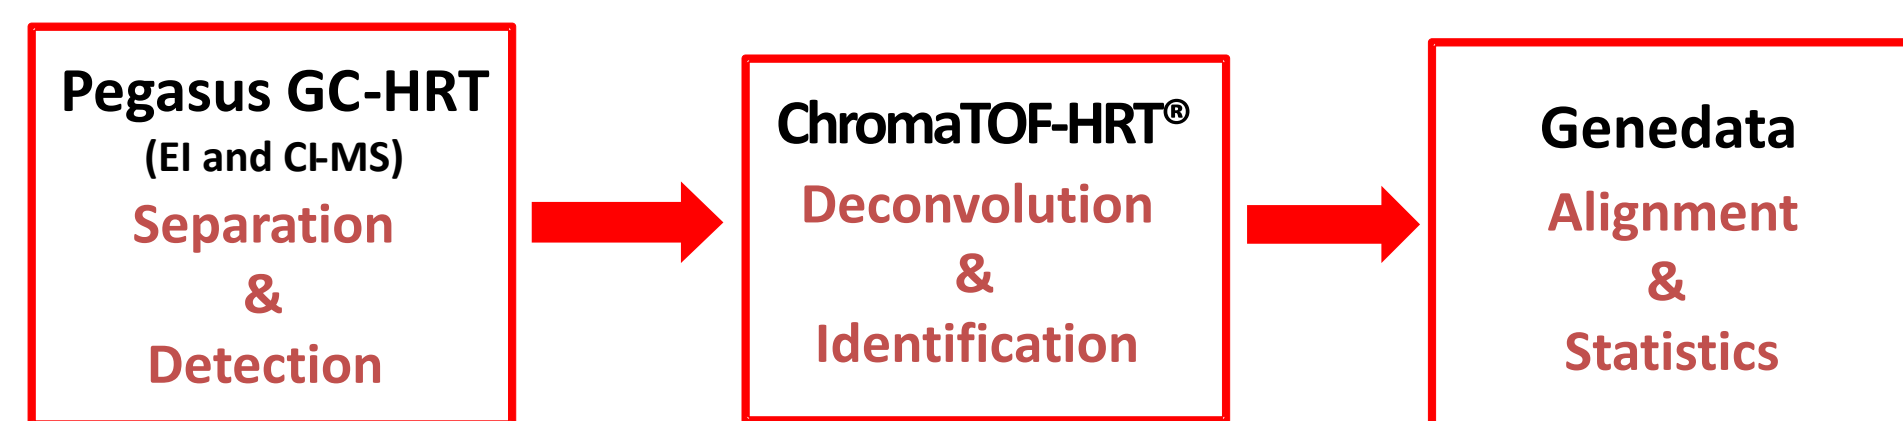 Pegasus GC-HRT
(EI and CI-MS)
Separation
&
Detection
ChromaTOF-HRT®
Deconvolution
&
Identification
Genedata
Alignment
&
Statistics